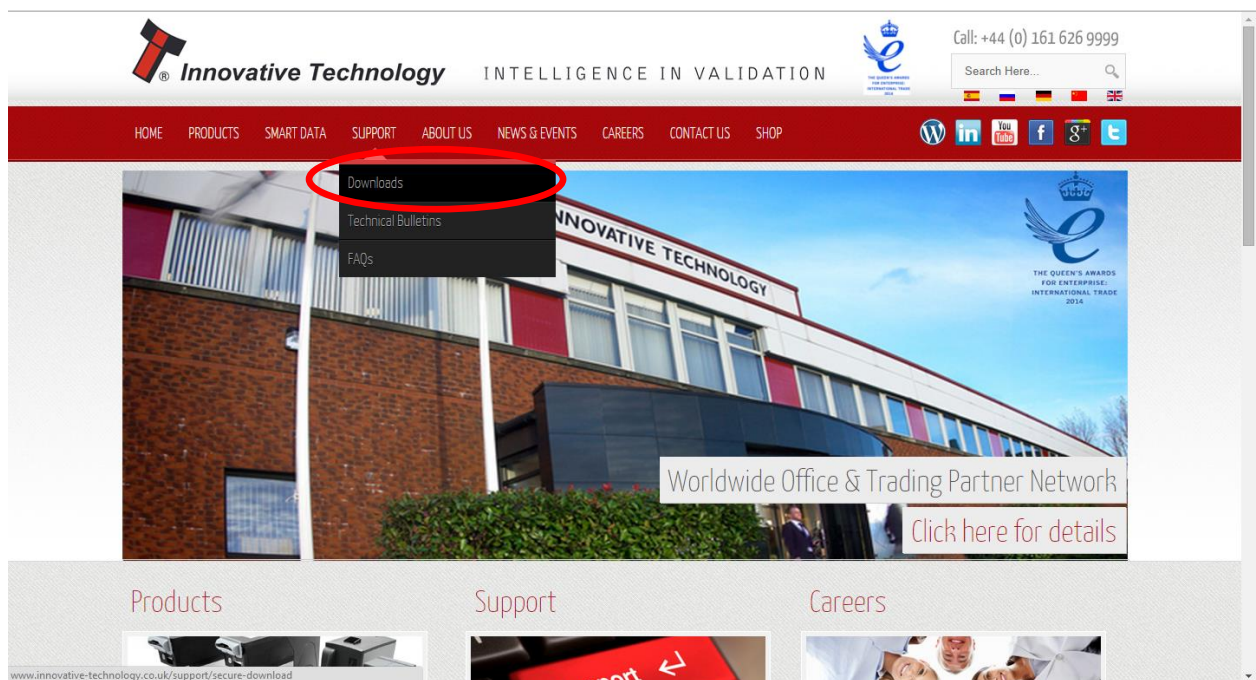 Innovative Technology
®
INTELLIGENCE IN VALIDATION
THE QUEEN'S AWARDS
FOR ENTERPRISE:
INTERNATIONAL TRADE
2014
Call: +44 (0) 161 626 9999
Search Here...
HOME PRODUCTS SMART DATA SUPPORT ABOUT US NEWS & EVENTS CAREERS CONTACT US SHOP
You
Tube
in
f
g+
Downloads
Technical Bulletins
FAQs
INNOVATIVE TECHNOLOGY
THE QUEEN'S AWARDS
FOR ENTERPRISE:
INTERNATIONAL TRADE
2014
Worldwide Office & Trading Partner Network
Click here for details
Products Support Careers
www.innovative-technology.co.uk/support/secure-download